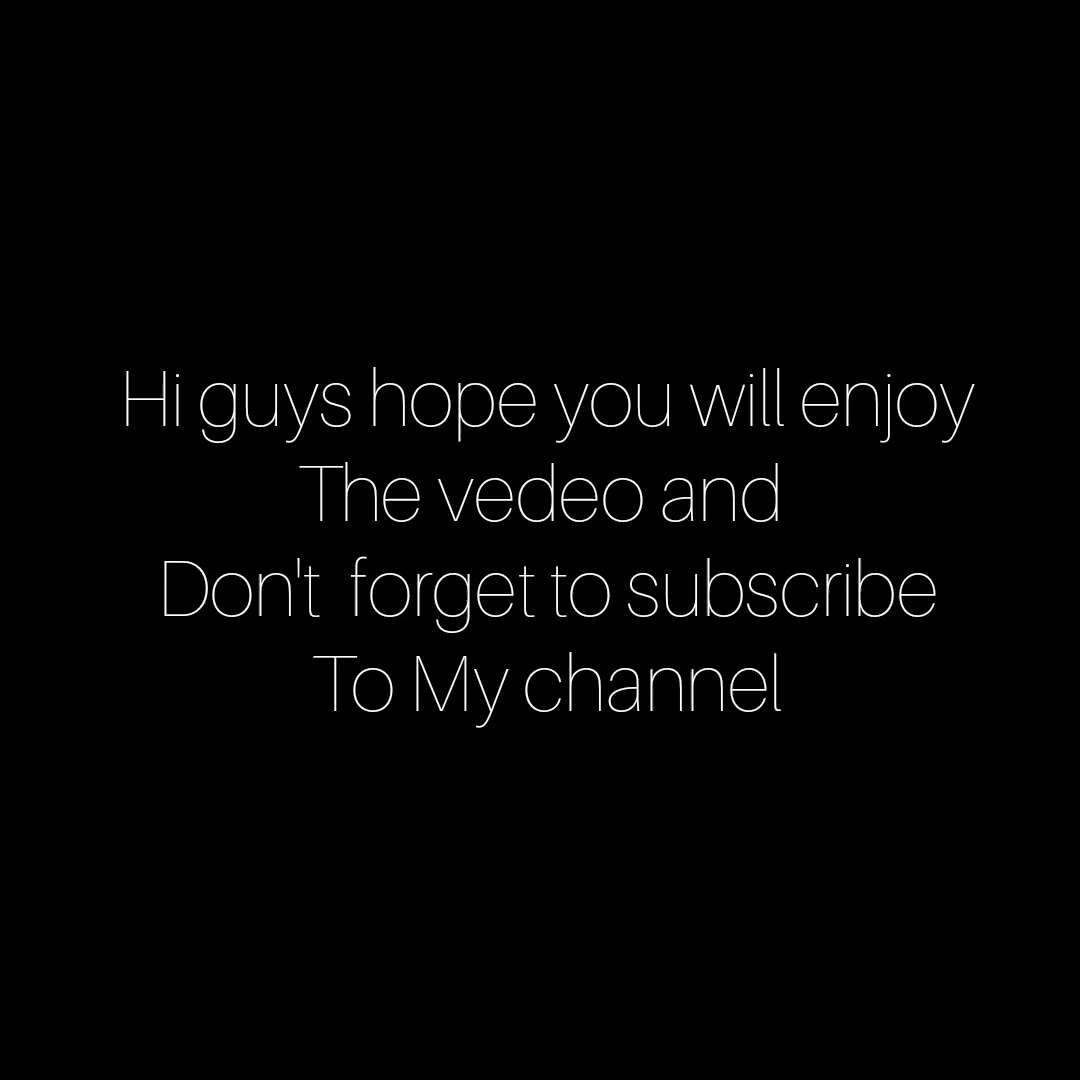 Hi guys hope you will enjoy
The vedeo and
Don't  forget to subscribe
To My channel